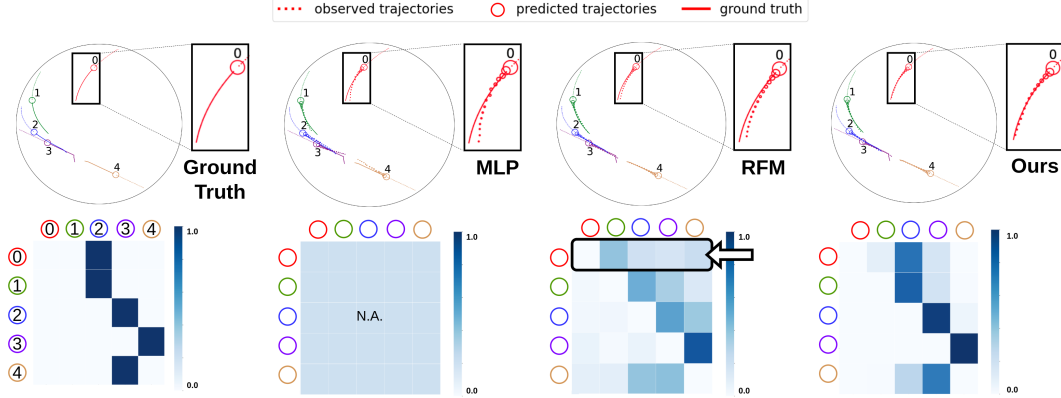 observed trajectories predicted trajectories ground truth
0 0 1 2 3 4 Ground Truth
0 0 1 2 3 4 MLP
0 0 1 2 3 4 RFM
0 0 1 2 3 4 Ours
0 1 2 3 4 1.0 1.0 1.0 1.0
0
1
2 N.A.
3
4 0.0 0.0 0.0 0.0